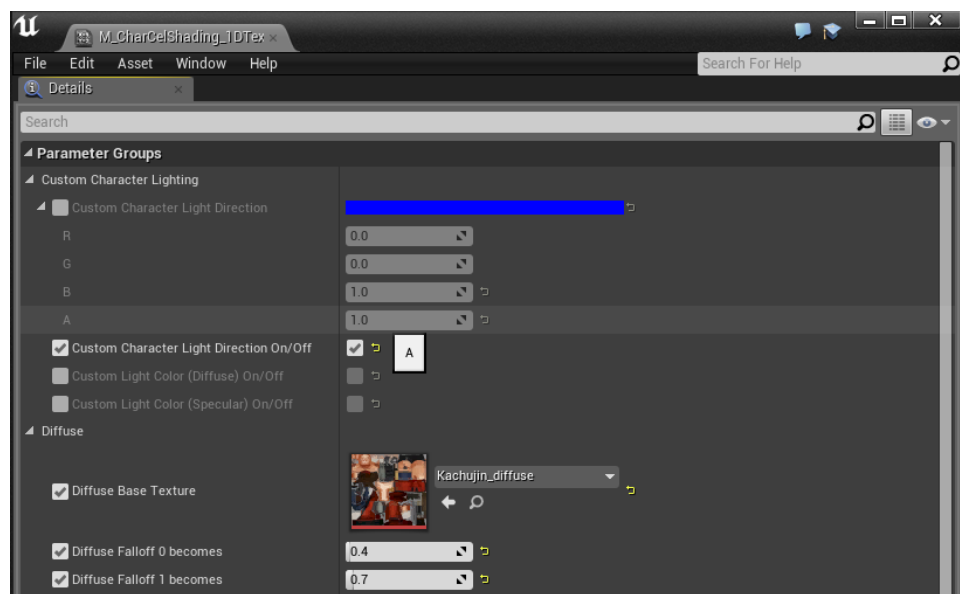 M_CharCelShading_1DTex
File Edit Asset Window Help
Search For Help
Details
Search
Parameter Groups
Custom Character Lighting
Custom Character Light Direction
R 0.0
G 0.0
B 1.0
A 1.0
Custom Character Light Direction On/Off
A
Custom Light Color (Diffuse) On/Off
Custom Light Color (Specular) On/Off
Diffuse
Kachujin_diffuse
Diffuse Base Texture
Diffuse Falloff 0 becomes 0.4
Diffuse Falloff 1 becomes 0.7